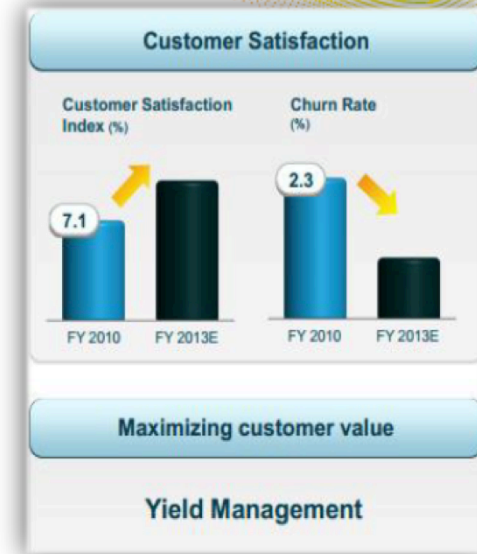 Customer Satisfaction
Customer Satisfaction
Index (%)
7.1
FY 2010 FY 2013E
Churn Rate
(%)
2.3
FY 2010 FY 2013E
Maximizing customer value
Yield Management